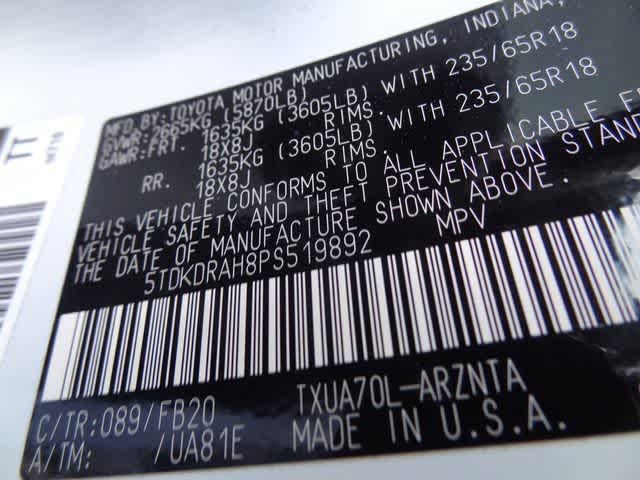 MFD.BY:TOYOTA MOTOR MANUFACTURING, INDIANA,
GVWR:2665KG (5870LB)
GAWR:FRT. 1635KG (3605LB) WITH 235/65R18
18X8J RIMS.
RR. 1635KG (3605LB) WITH 235/65R18
18X8J RIMS.
THIS VEHICLE CONFORMS TO ALL APPLICABLE
VEHICLE SAFETY AND THEFT PREVENTION
THE DATE OF MANUFACTURE SHOWN ABOVE.
5TDKDRAH8PS519892 MPV
C/TR:089/FB20 TXUA70L-ARZNTA
A/TM: /UA81E MADE IN U.S.A.
TT